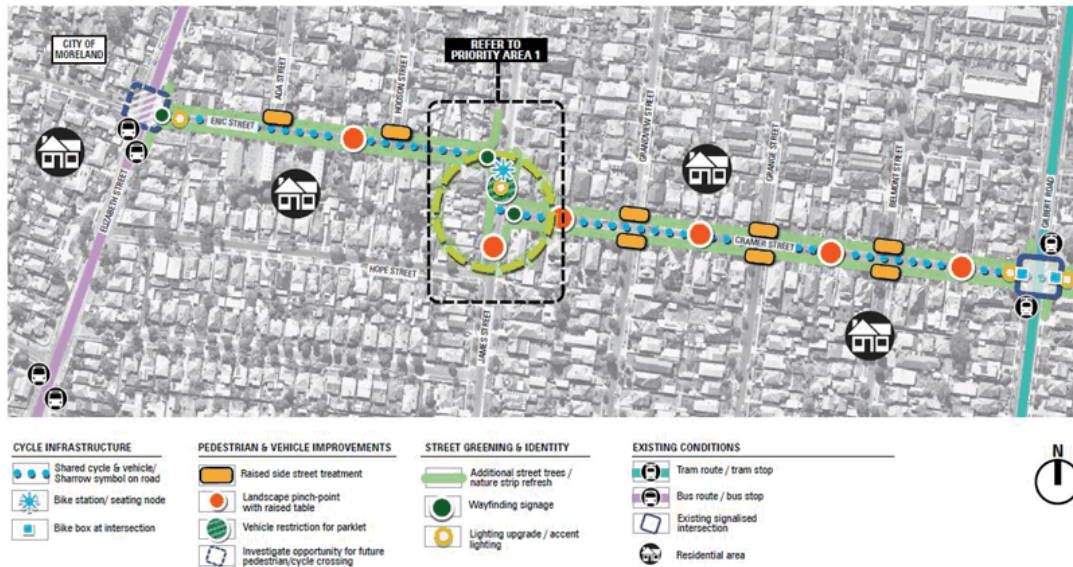 CITY OF
MORELAND
REFER TO
PRIORITY AREA 1
ADA STREET
HODSON STREET
ERIC STREET
ELIZABETH STREET
HOPE STREET
JAMES STREET
GRANDVIEW STREET
GRANGE STREET
BELMONT STREET
CRAMER STREET
GILBERT ROAD
CYCLE INFRASTRUCTURE
Shared cycle & vehicle/
Sharrow symbol on road
Bike station/ seating node
Bike box at intersection
PEDESTRIAN & VEHICLE IMPROVEMENTS
Raised side street treatment
Landscape pinch-point
with raised table
Vehicle restriction for parklet
Investigate opportunity for future
pedestrian/cycle crossing
STREET GREENING & IDENTITY
Additional street trees /
nature strip refresh
Wayfinding signage
Lighting upgrade / accent
lighting
EXISTING CONDITIONS
Tram route / tram stop
Bus route / bus stop
Existing signalised
intersection
Residential area
N